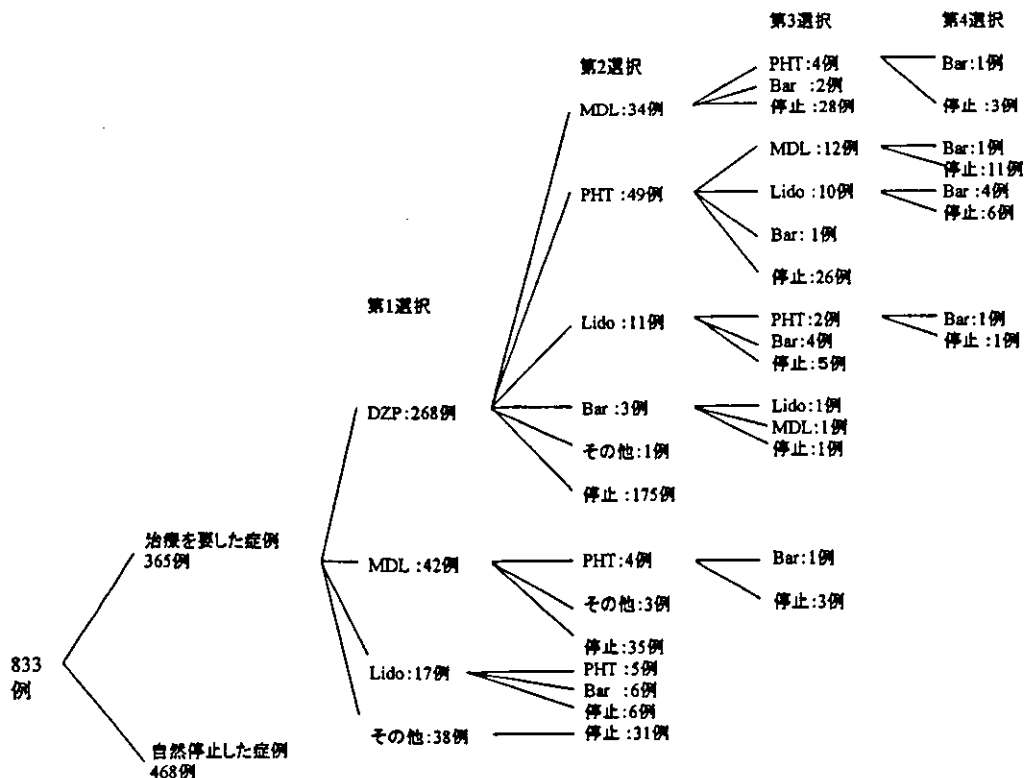 第3選択
第4選択
第2選択
PHT:4例
Bar:1例
Bar :2例
MDL:34例
停止:28例
停止:3例
MDL:12例
Bar:1例
停止:11例
PHT:49例
Lido:10例
Bar:4例
停止:6例
Bar:1例
停止:26例
第1選択
Lido:11例
PHT:2例
Bar:1例
Bar:4例
停止:1例
停止:5例
DZP:268例
Bar:3例
Lido:1例
MDL:1例
その他:1例
停止:1例
停止:175例
治療を要した症例
365例
MDL:42例
PHT:4例
Bar:1例
その他:3例
停止:3例
停止:35例
833
例
Lido:17例
PHT:5例
Bar :6例
停止:6例
その他:38例
停止:31例
自然停止した症例
468例